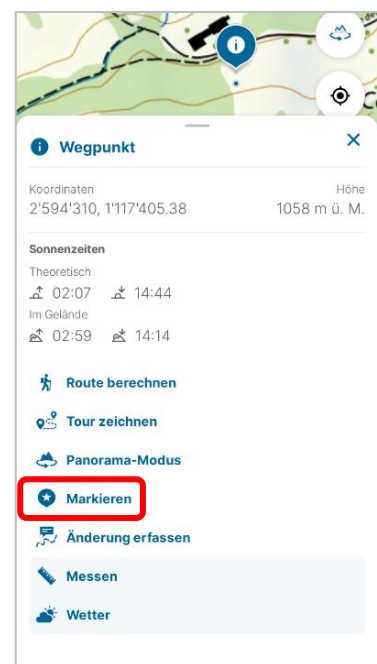 Wegpunkt
Koordinaten Höhe
2'594'310, 1'117'405.38 1058 m ü. M.
Sonnenzeiten
Theoretisch
02:07 14:44
Im Gelände
02:59 14:14
Route berechnen
Tour zeichnen
Panorama-Modus
Markieren
Änderung erfassen
Messen
Wetter